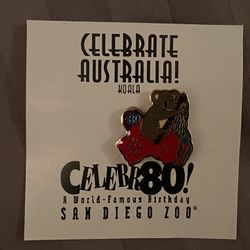 CELEBRATE
AUSTRALIA!
KOALA
CELEBR80!
A World-Famous Birthday
SAN DIEGO ZOO®